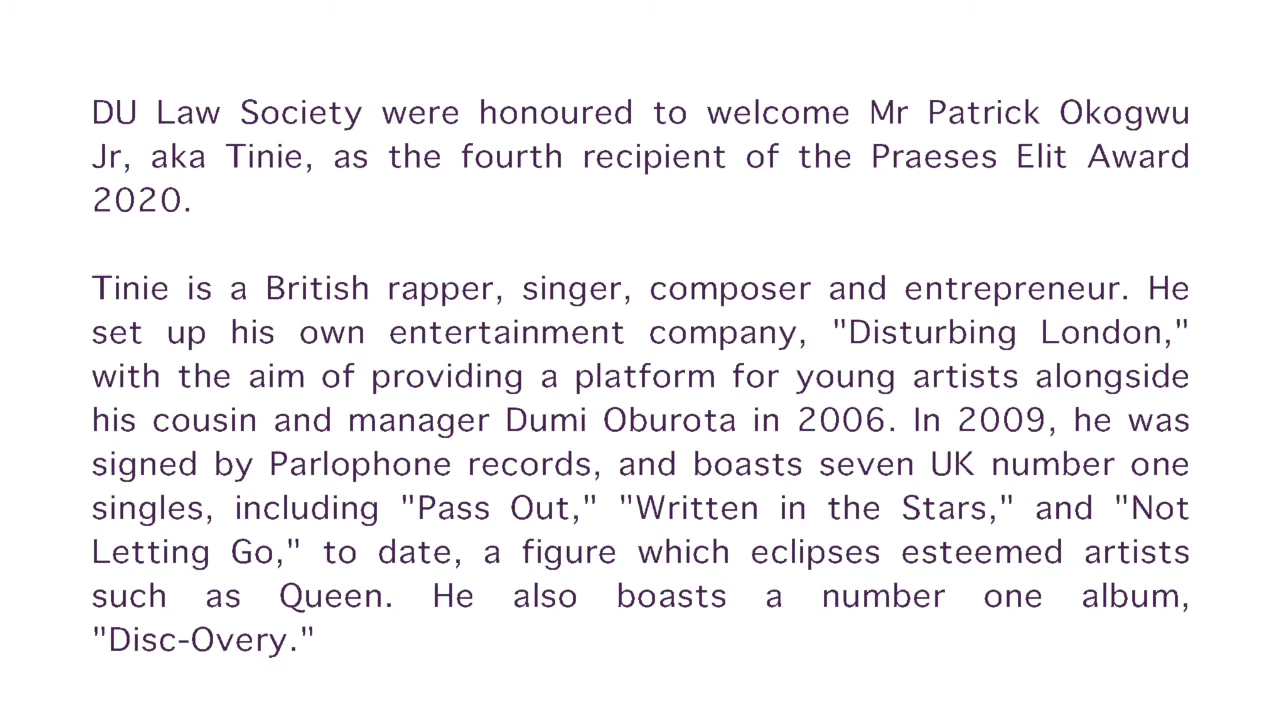 DU Law Society were honoured to welcome Mr Patrick Okogwu
Jr, aka Tinie, as the fourth recipient of the Praeses Elit Award
2020.
Tinie is a British rapper, singer, composer and entrepreneur. He
set up his own entertainment company, "Disturbing London,"
with the aim of providing a platform for young artists alongside
his cousin and manager Dumi Oburota in 2006. In 2009, he was
signed by Parlophone records, and boasts seven UK number one
singles, including "Pass Out," "Written in the Stars," and "Not
Letting Go," to date, a figure which eclipses esteemed artists
such as Queen. He also boasts a number one album,
"Disc-Overy."